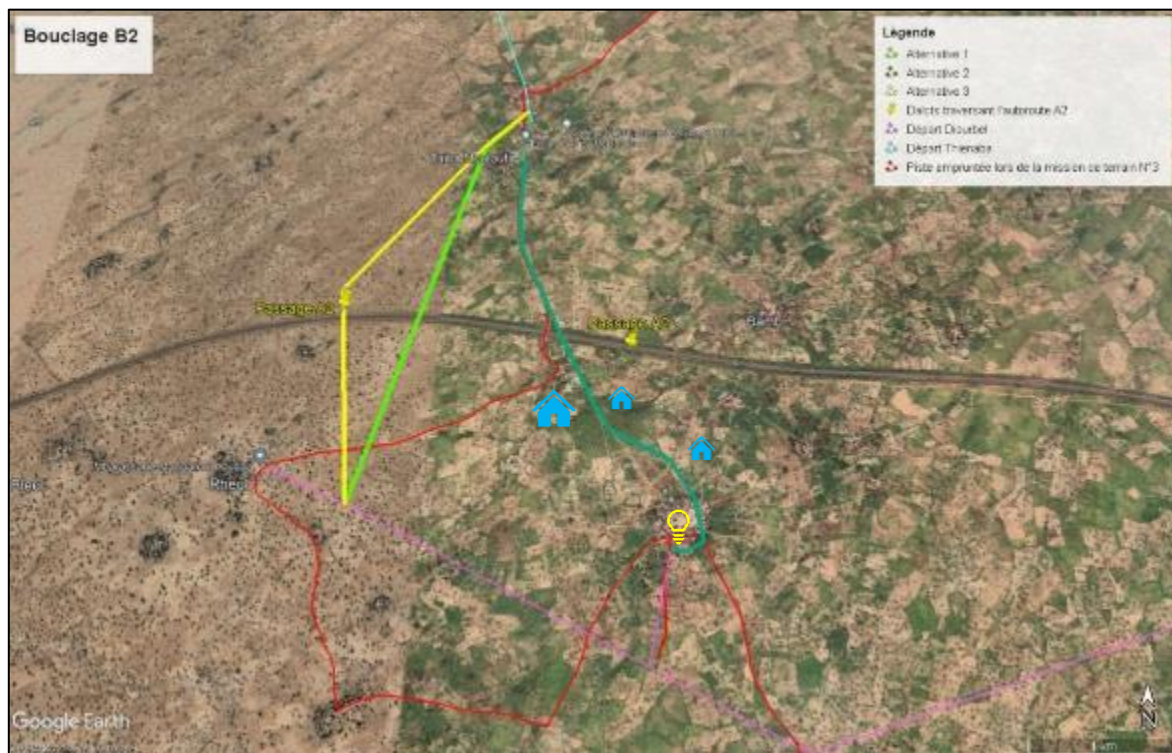 Bouclage B2
Légende
Alternative 1
Alternative 2
Alternative 3
Dalots traversant l'autoroute A2
Départ Diourbel
Départ Thienaba
Piste empruntée lors de la mission de terrain N°3
Passage A2
Passage A2
Rheul
Google Earth
N